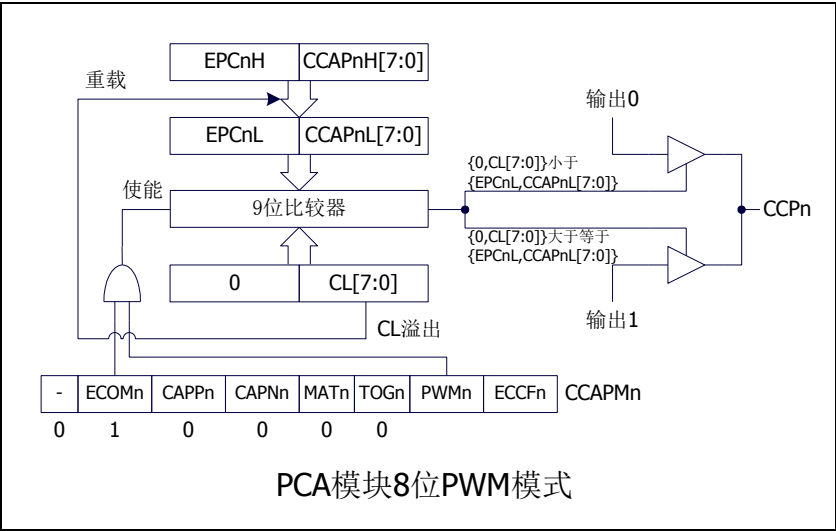 EPCnH CCAPnH[7:0]
重载
输出0
EPCnL CCAPnL[7:0]
{0,CL[7:0]}小于
{EPCnL,CCAPnL[7:0]}
使能
9位比较器
CCPn
{0,CL[7:0]}大于等于
{EPCnL,CCAPnL[7:0]}
0 CL[7:0]
输出1
CL溢出
- ECOMn CAPPn CAPNn MATn TOGn PWMn ECCFn CCAPMn
0 1 0 0 0 0
PCA模块8位PWM模式